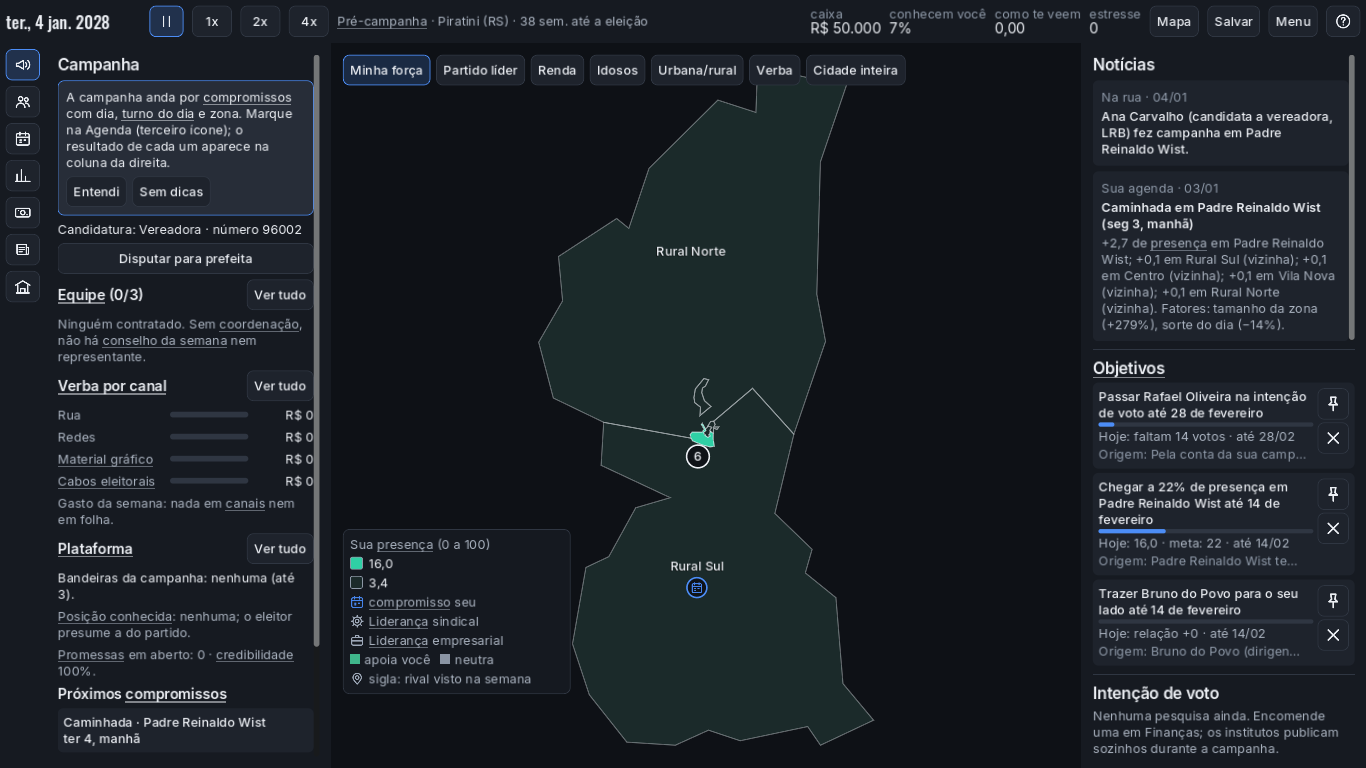 ter., 4 jan. 2028
1x
2x
4x
Pré-campanha · Piratini (RS) · 38 sem. até a eleição
caixa
R$ 50.000
conhecem você
7%
como te veem
0,00
estresse
0
Mapa
Salvar
Menu
Campanha
A campanha anda por compromissos
com dia, turno do dia e zona. Marque
na Agenda (terceiro ícone); o
resultado de cada um aparece na
coluna da direita.
Entendi
Sem dicas
Candidatura: Vereadora · número 96002
Disputar para prefeita
Equipe (0/3)
Ver tudo
Ninguém contratado. Sem coordenação,
não há conselho da semana nem
representante.
Verba por canal
Ver tudo
Rua
R$ 0
Redes
R$ 0
Material gráfico
R$ 0
Cabos eleitorais
R$ 0
Gasto da semana: nada em canais nem
em folha.
Plataforma
Ver tudo
Bandeiras da campanha: nenhuma (até
3).
Posição conhecida: nenhuma; o eleitor
presume a do partido.
Promessas em aberto: 0 · credibilidade
100%.
Próximos compromissos
Caminhada · Padre Reinaldo Wist
ter 4, manhã
Minha força
Partido líder
Renda
Idosos
Urbana/rural
Verba
Cidade inteira
Rural Norte
6
Rural Sul
Sua presença (0 a 100)
16,0
3,4
compromisso seu
Liderança sindical
Liderança empresarial
apoia você
neutra
sigla: rival visto na semana
Notícias
Na rua · 04/01
Ana Carvalho (candidata a vereadora,
LRB) fez campanha em Padre
Reinaldo Wist.
Sua agenda · 03/01
Caminhada em Padre Reinaldo Wist
(seg 3, manhã)
+2,7 de presença em Padre Reinaldo
Wist; +0,1 em Rural Sul (vizinha); +0,1
em Centro (vizinha); +0,1 em Vila Nova
(vizinha); +0,1 em Rural Norte
(vizinha). Fatores: tamanho da zona
(+279%), sorte do dia (−14%).
Objetivos
Passar Rafael Oliveira na intenção
de voto até 28 de fevereiro
Hoje: faltam 14 votos · até 28/02
Origem: Pela conta da sua camp...
Chegar a 22% de presença em
Padre Reinaldo Wist até 14 de
fevereiro
Hoje: 16,0 · meta: 22 · até 14/02
Origem: Padre Reinaldo Wist te...
Trazer Bruno do Povo para o seu
lado até 14 de fevereiro
Hoje: relação +0 · até 14/02
Origem: Bruno do Povo (dirigen...
Intenção de voto
Nenhuma pesquisa ainda. Encomende
uma em Finanças; os institutos publicam
sozinhos durante a campanha.